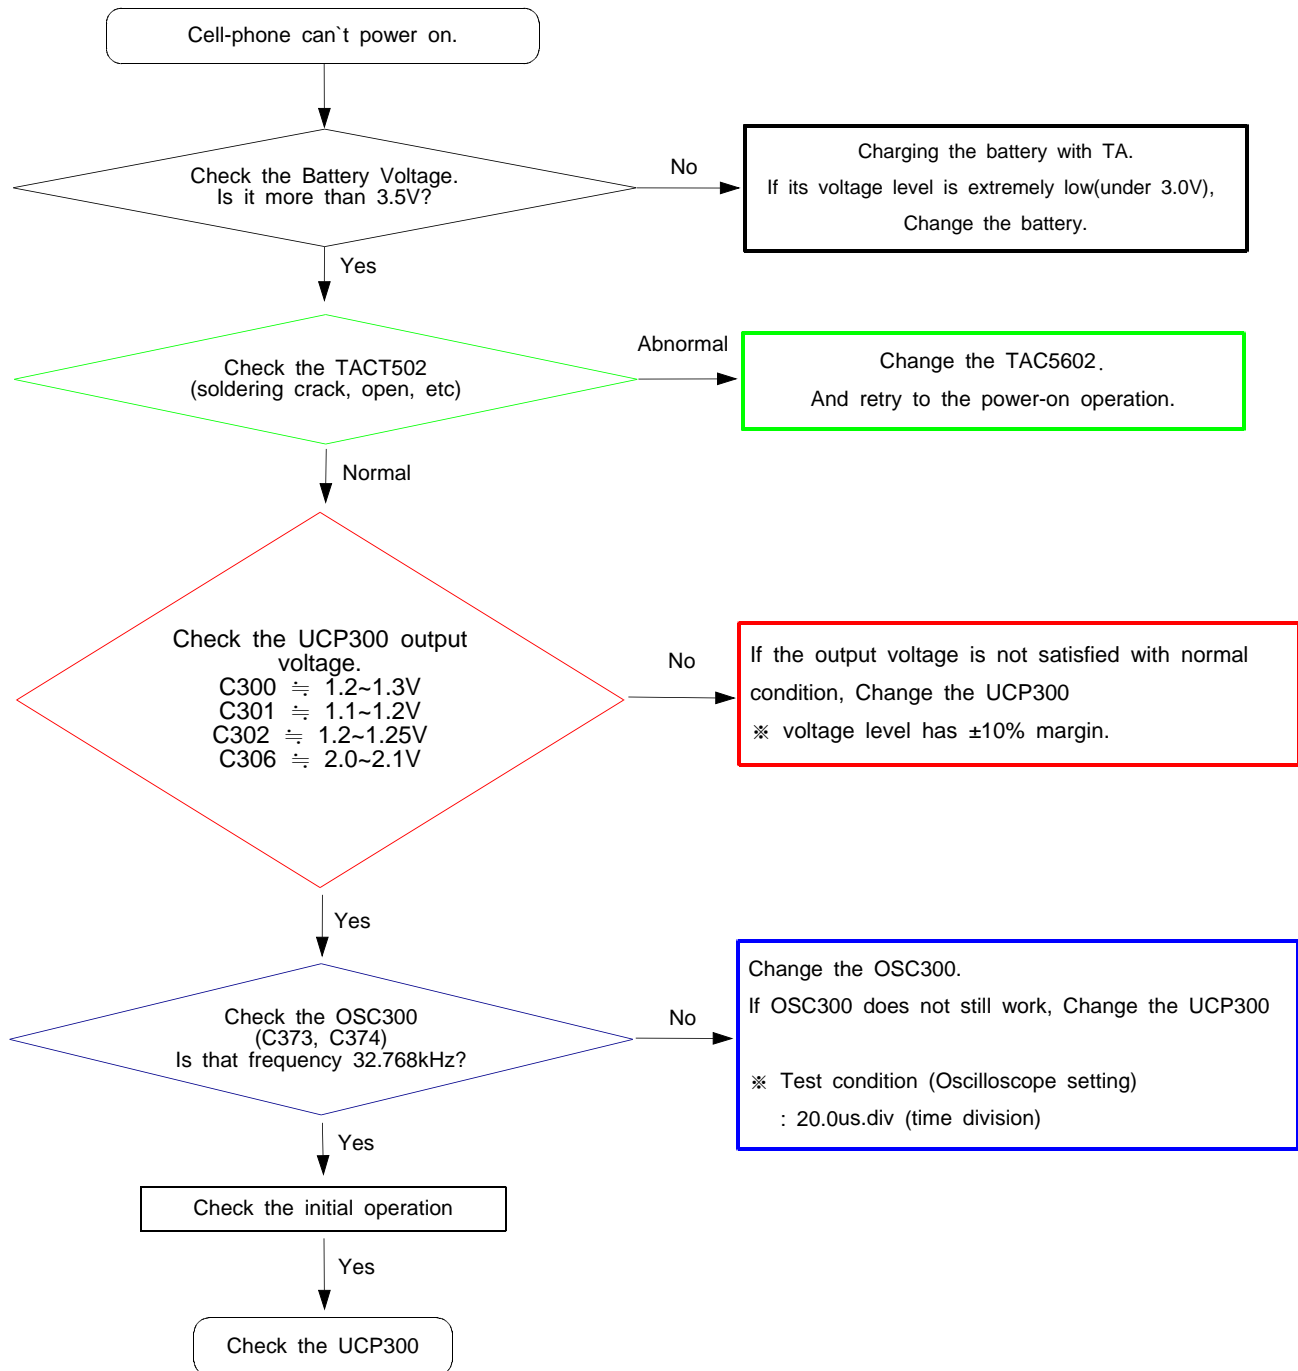 Cell-phone can`t power on.
Check the Battery Voltage.
Is it more than 3.5V?
No
Charging the battery with TA.
If its voltage level is extremely low(under 3.0V),
Change the battery.
Yes
Check the TACT502
(soldering crack, open, etc)
Abnormal
Change the TAC5602.
And retry to the power-on operation.
Normal
Check the UCP300 output
voltage.
C300 ≒ 1.2~1.3V
C301 ≒ 1.1~1.2V
C302 ≒ 1.2~1.25V
C306 ≒ 2.0~2.1V
No
If the output voltage is not satisfied with normal
condition, Change the UCP300
※ voltage level has ±10% margin.
Yes
Check the OSC300
(C373, C374)
Is that frequency 32.768kHz?
No
Change the OSC300.
If OSC300 does not still work, Change the UCP300
※ Test condition (Oscilloscope setting)
: 20.0us.div (time division)
Yes
Check the initial operation
Yes
Check the UCP300